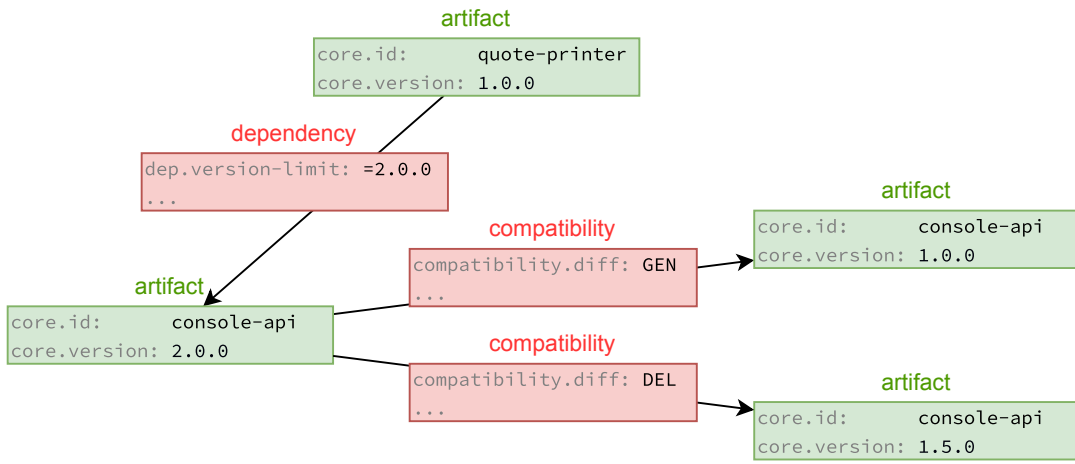 artifact
core.id: quote-printer
core.version: 1.0.0
dependency
dep.version-limit: =2.0.0
...
artifact
core.id: console-api
core.version: 2.0.0
compatibility
compatibility.diff: GEN
...
artifact
core.id: console-api
core.version: 1.0.0
compatibility
compatibility.diff: DEL
...
artifact
core.id: console-api
core.version: 1.5.0